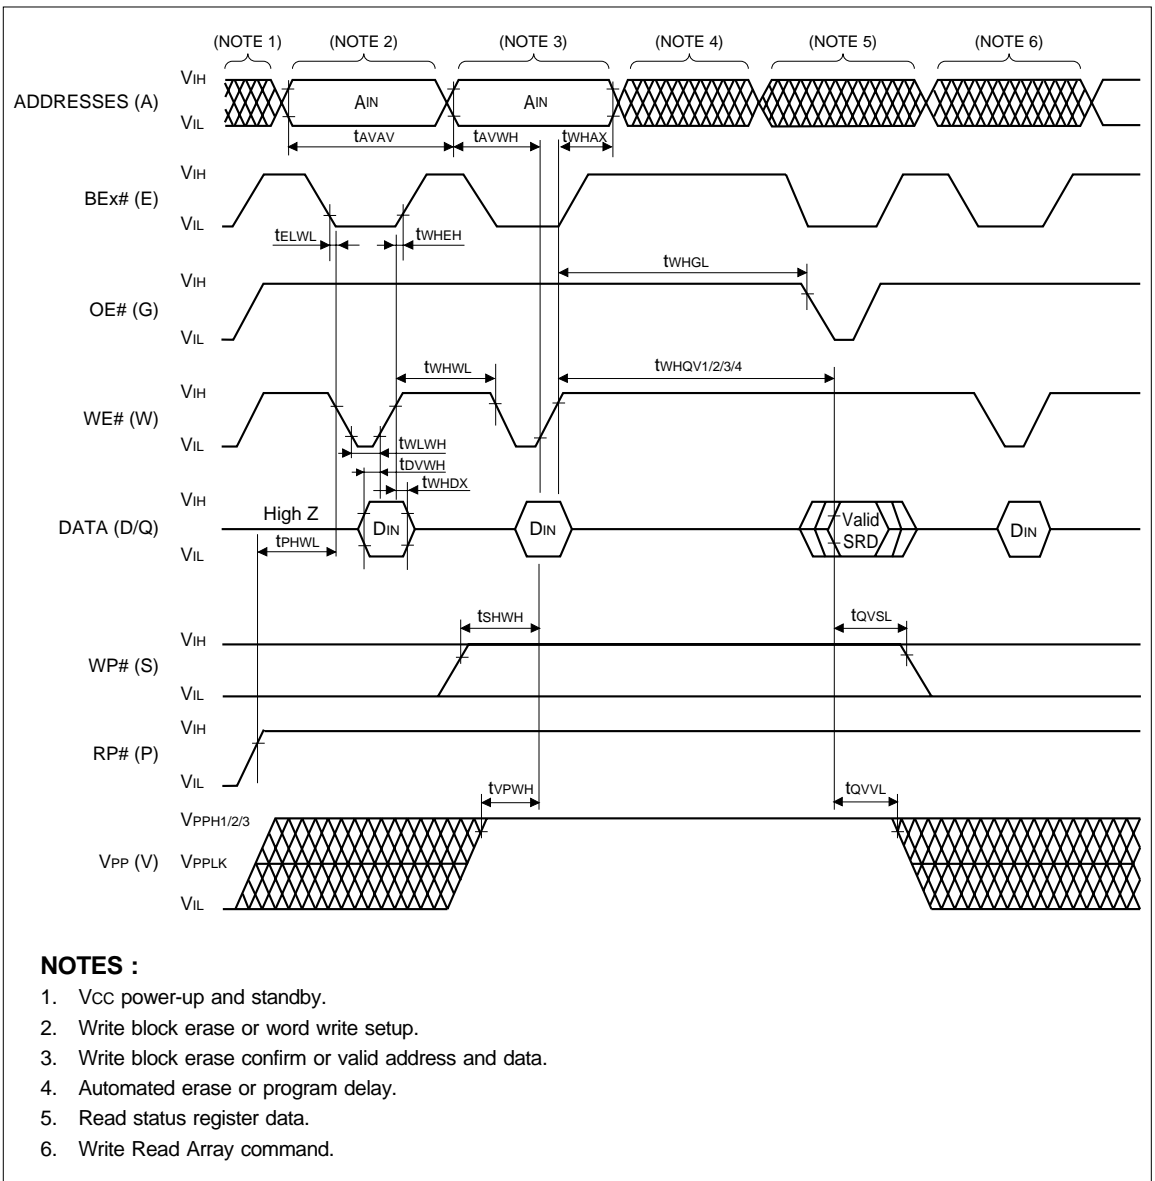 (NOTE 1) (NOTE 2) (NOTE 3) (NOTE 4) (NOTE 5) (NOTE 6)
VIH
ADDRESSES (A) AIN AIN
VIL
tAVAV tAVWH tWHAX
VIH
BEx# (E)
VIL
tELWL tWHEH
tWHGL
VIH
OE# (G)
VIL
tWHWL tWHQV1/2/3/4
VIH
WE# (W)
VIL
tWLWH
tDVWH
tWHDX
VIH
High Z
DATA (D/Q) DIN DIN Valid SRD DIN
VIL
tPHWL
tSHWH tQVSL
VIH
WP# (S)
VIL
VIH
RP# (P)
VIL
tVPWH tQVVL
VPPH1/2/3
VPP (V) VPPLK
VIL
NOTES :
1. VCC power-up and standby.
2. Write block erase or word write setup.
3. Write block erase confirm or valid address and data.
4. Automated erase or program delay.
5. Read status register data.
6. Write Read Array command.